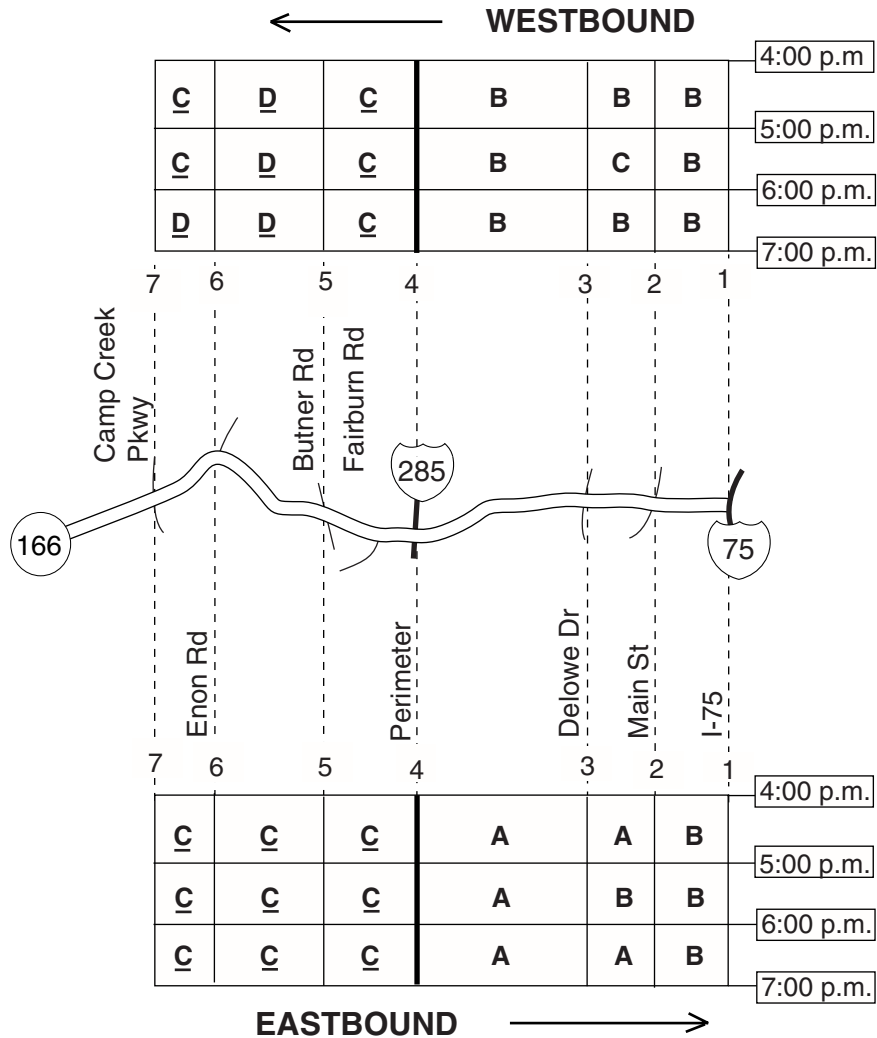 WESTBOUND
4:00 p.m
C D C B B B
5:00 p.m.
C D C B C B
6:00 p.m.
D D C B B B
7:00 p.m.
7 6 5 4 3 2 1
Camp Creek
Pkwy
Butner Rd
Fairburn Rd
285
166
75
Enon Rd
Perimeter
Delowe Dr
Main St
I-75
7 6 5 4 3 2 1
4:00 p.m.
C C C A A B
5:00 p.m.
C C C A B B
6:00 p.m.
C C C A A B
7:00 p.m.
EASTBOUND